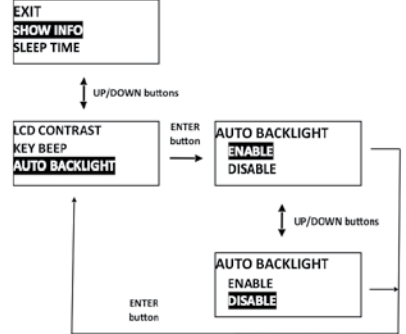 EXIT
SHOW INFO
SLEEP TIME
UP/DOWN buttons
LCD CONTRAST
KEY BEEP
AUTO BACKLIGHT
ENTER
button
AUTO BACKLIGHT
ENABLE
DISABLE
UP/DOWN buttons
AUTO BACKLIGHT
ENABLE
DISABLE
ENTER
button